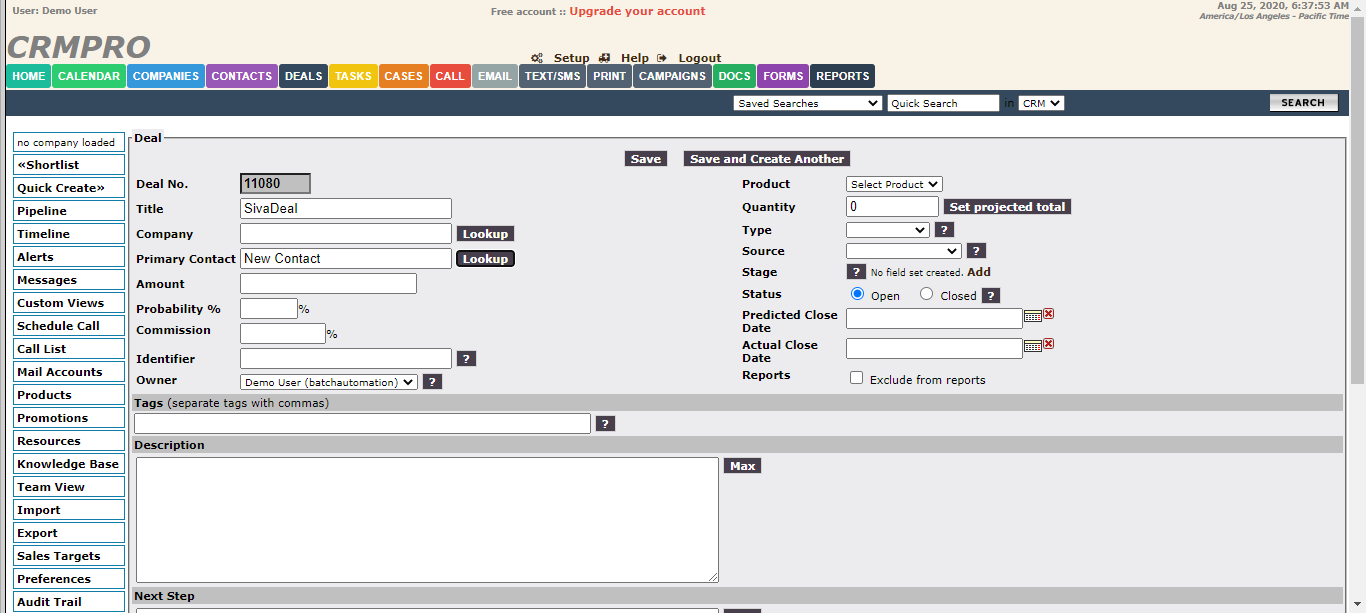 User: Demo User
Free account :: Upgrade your account
Aug 25, 2020, 6:37:53 AM
America/Los Angeles - Pacific Time
CRMPRO
Setup Help Logout
HOME CALENDAR COMPANIES CONTACTS DEALS TASKS CASES CALL EMAIL TEXT/SMS PRINT CAMPAIGNS DOCS FORMS REPORTS
Saved Searches Quick Search in CRM SEARCH
no company loaded
«Shortlist
Quick Create»
Pipeline
Timeline
Alerts
Messages
Custom Views
Schedule Call
Call List
Mail Accounts
Products
Promotions
Resources
Knowledge Base
Team View
Import
Export
Sales Targets
Preferences
Audit Trail
Deal
Save Save and Create Another
Deal No. 11080
Title SivaDeal
Company Lookup
Primary Contact New Contact Lookup
Amount
Probability % %
Commission %
Identifier ?
Owner Demo User (batchautomation) ?
Product Select Product
Quantity 0 Set projected total
Type ?
Source ?
Stage ? No field set created. Add
Status Open Closed ?
Predicted Close
Date
Actual Close
Date
Reports Exclude from reports
Tags (separate tags with commas)
?
Description
Max
Next Step